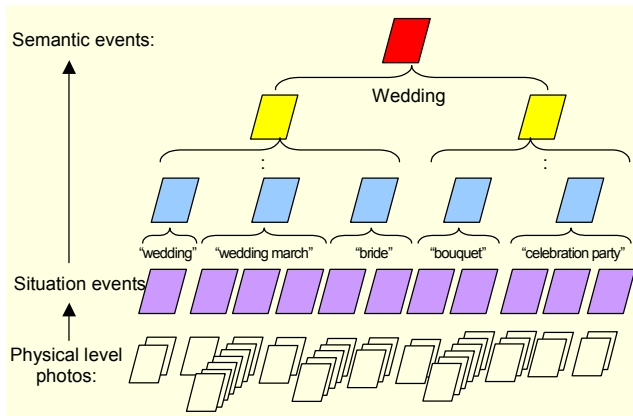 Semantic events:
Wedding
:
:
“wedding” “wedding march” “bride” “bouquet” “celebration party”
Situation events
Physical level
photos: